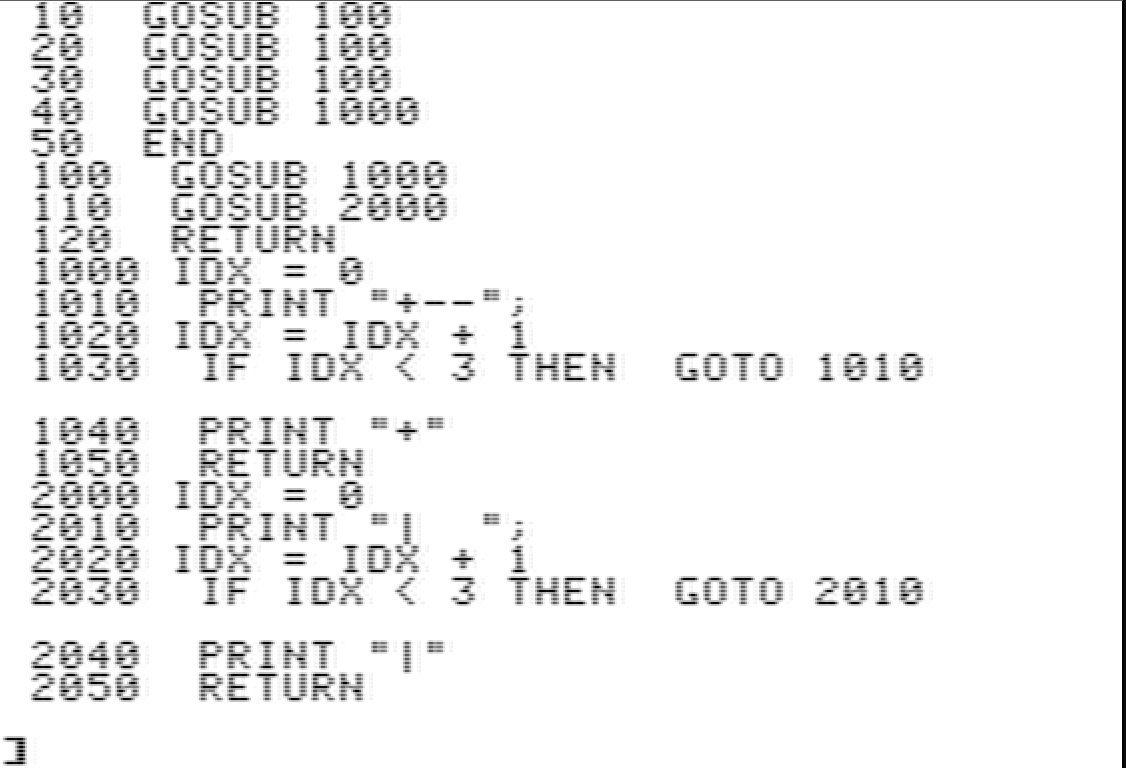 10   GOSUB 100
20   GOSUB 100
30   GOSUB 100
40   GOSUB 1000
50   END
100   GOSUB 1000
110   GOSUB 2000
120   RETURN
1000  IDX = 0
1010   PRINT "+--";
1020  IDX = IDX + 1
1030   IF IDX < 3 THEN  GOTO 1010
1040   PRINT "+"
1050   RETURN
2000  IDX = 0
2010   PRINT "|  ";
2020  IDX = IDX + 1
2030   IF IDX < 3 THEN  GOTO 2010
2040   PRINT "|"
2050   RETURN
]